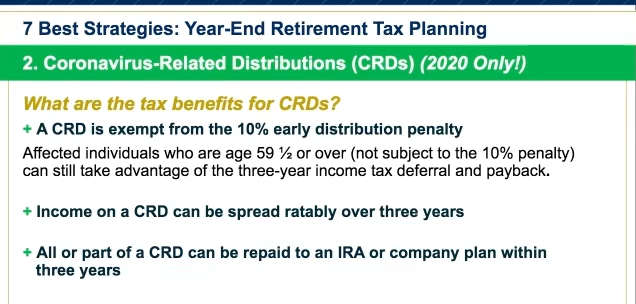 7 Best Strategies: Year-End Retirement Tax Planning
2. Coronavirus-Related Distributions (CRDs) (2020 Only!)
What are the tax benefits for CRDs?
+ A CRD is exempt from the 10% early distribution penalty
Affected individuals who are age 59 ½ or over (not subject to the 10% penalty)
can still take advantage of the three-year income tax deferral and payback.
+ Income on a CRD can be spread ratably over three years
+ All or part of a CRD can be repaid to an IRA or company plan within
three years